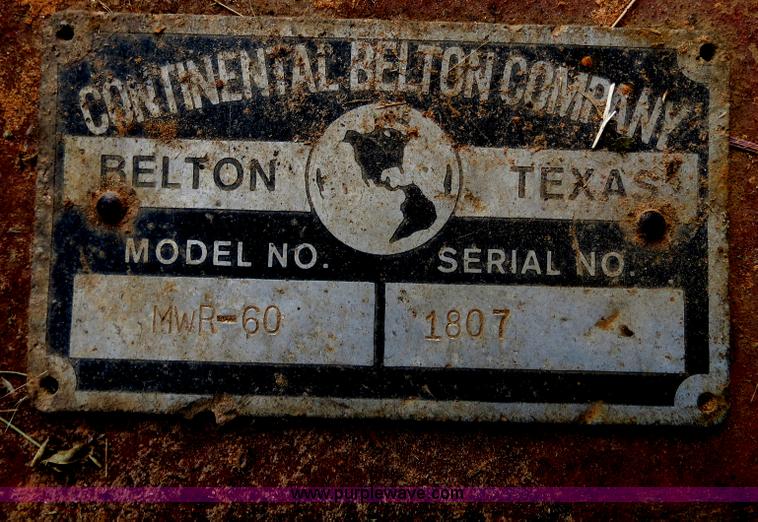 CONTINENTAL BELTON COMPANY
BELTON TEXAS
MODEL NO. SERIAL NO.
MWR-60 1807
www.purplewave.com